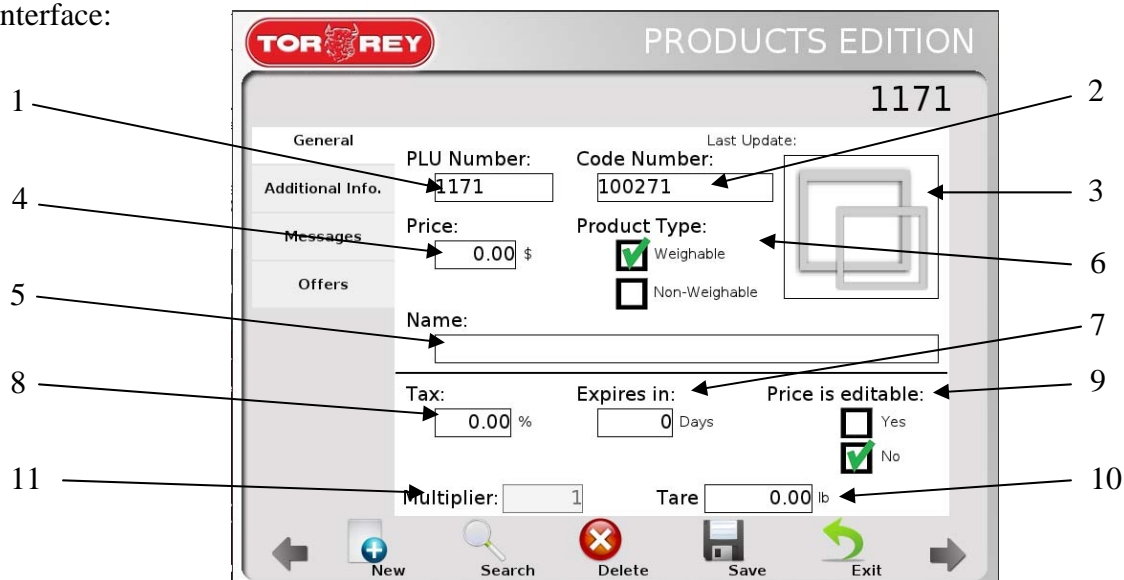 nterface:
TOR REY
PRODUCTS EDITION
1171
1
2
General
Last Update:
PLU Number:
Code Number:
1171
100271
3
Additional Info.
4
Messages
Price:
Product Type:
0.00 $
Weighable
6
Offers
Non-Weighable
5
Name:
7
8
Tax:
Expires in:
Price is editable:
9
0.00 %
0 Days
Yes
No
11
Multiplier: 1
Tare 0.00 lb
10
New
Search
Delete
Save
Exit